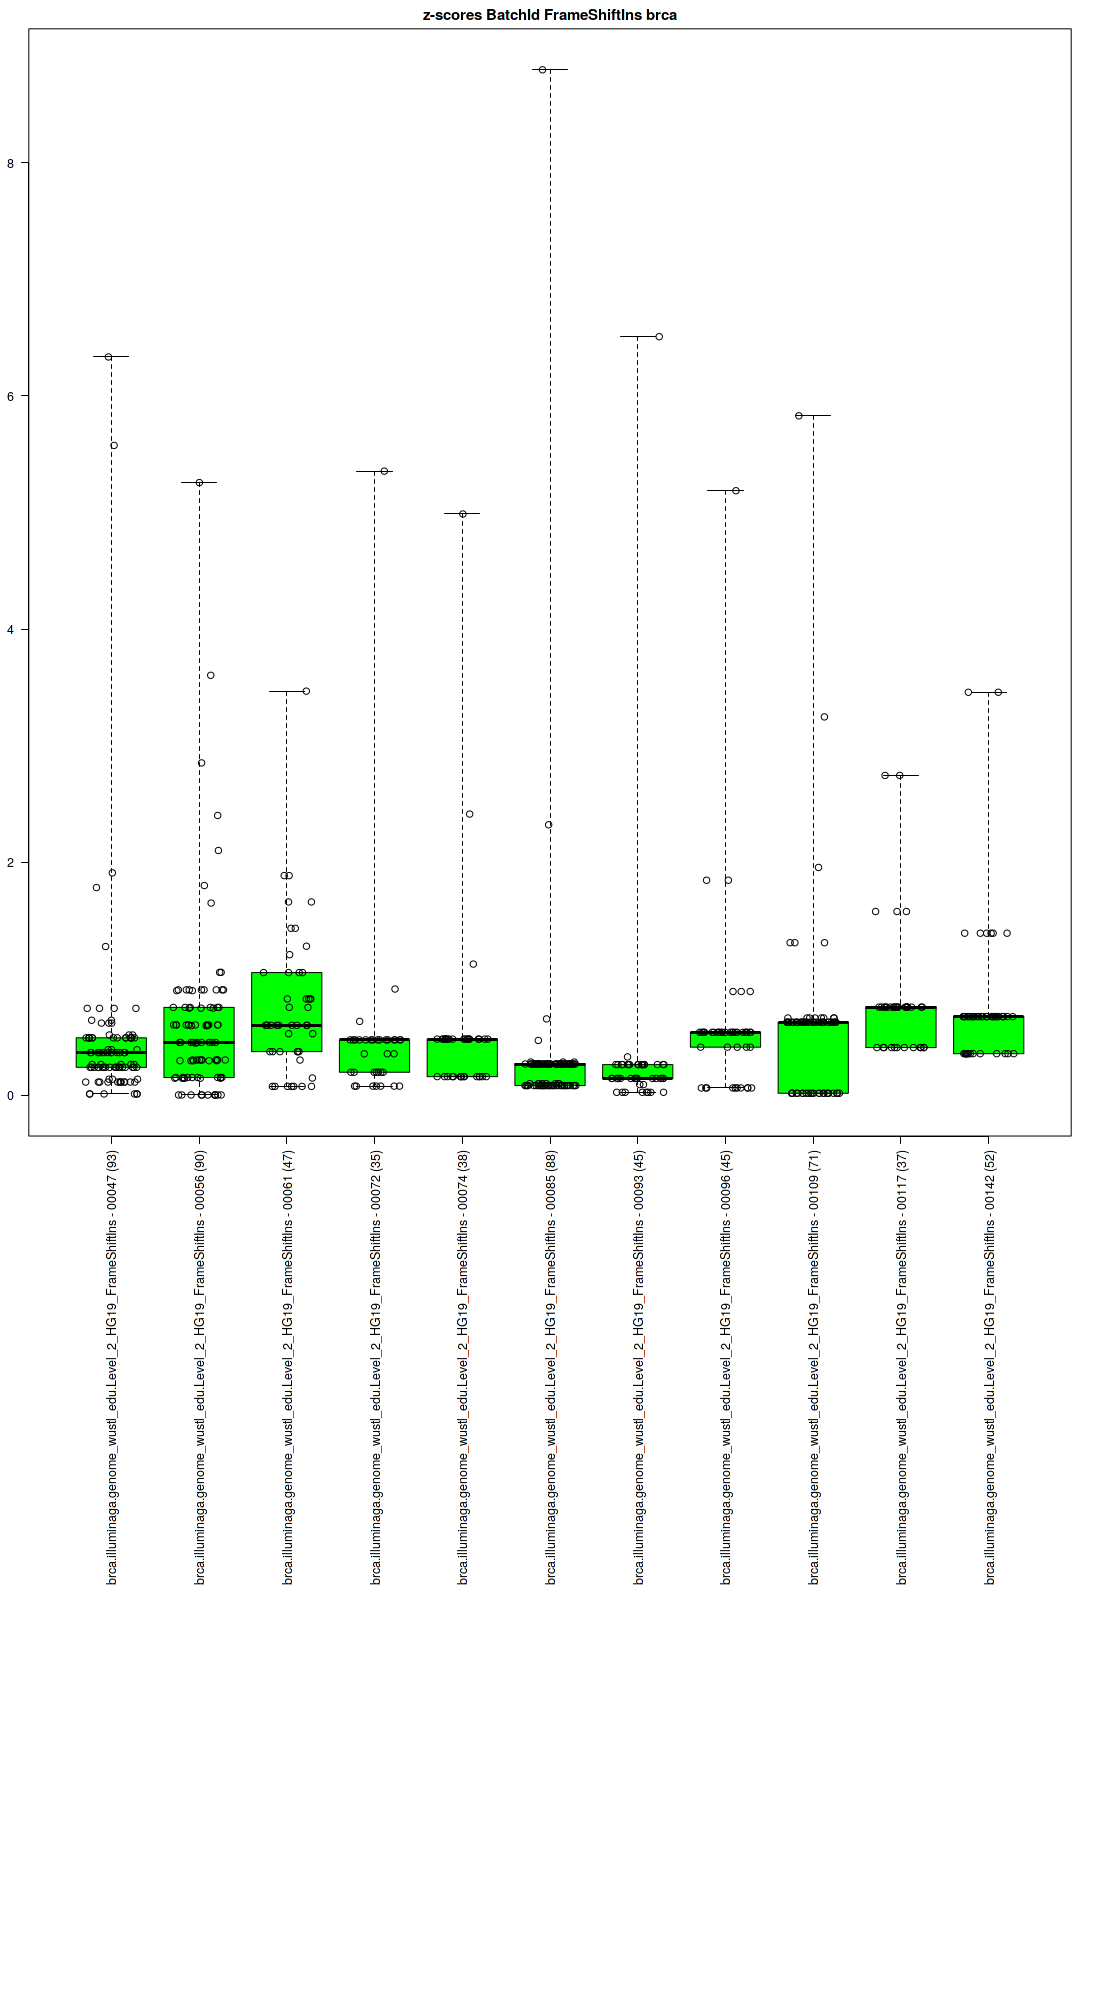 z-scores BatchId FrameShiftIns brca
8
6
4
2
0
brca.illuminaga.genome_wustl_edu.Level_2_HG19_FrameShiftIns - 00047 (93)
brca.illuminaga.genome_wustl_edu.Level_2_HG19_FrameShiftIns - 00056 (90)
brca.illuminaga.genome_wustl_edu.Level_2_HG19_FrameShiftIns - 00061 (47)
brca.illuminaga.genome_wustl_edu.Level_2_HG19_FrameShiftIns - 00072 (35)
brca.illuminaga.genome_wustl_edu.Level_2_HG19_FrameShiftIns - 00074 (38)
brca.illuminaga.genome_wustl_edu.Level_2_HG19_FrameShiftIns - 00085 (88)
brca.illuminaga.genome_wustl_edu.Level_2_HG19_FrameShiftIns - 00093 (45)
brca.illuminaga.genome_wustl_edu.Level_2_HG19_FrameShiftIns - 00096 (45)
brca.illuminaga.genome_wustl_edu.Level_2_HG19_FrameShiftIns - 00109 (71)
brca.illuminaga.genome_wustl_edu.Level_2_HG19_FrameShiftIns - 00117 (37)
brca.illuminaga.genome_wustl_edu.Level_2_HG19_FrameShiftIns - 00142 (52)